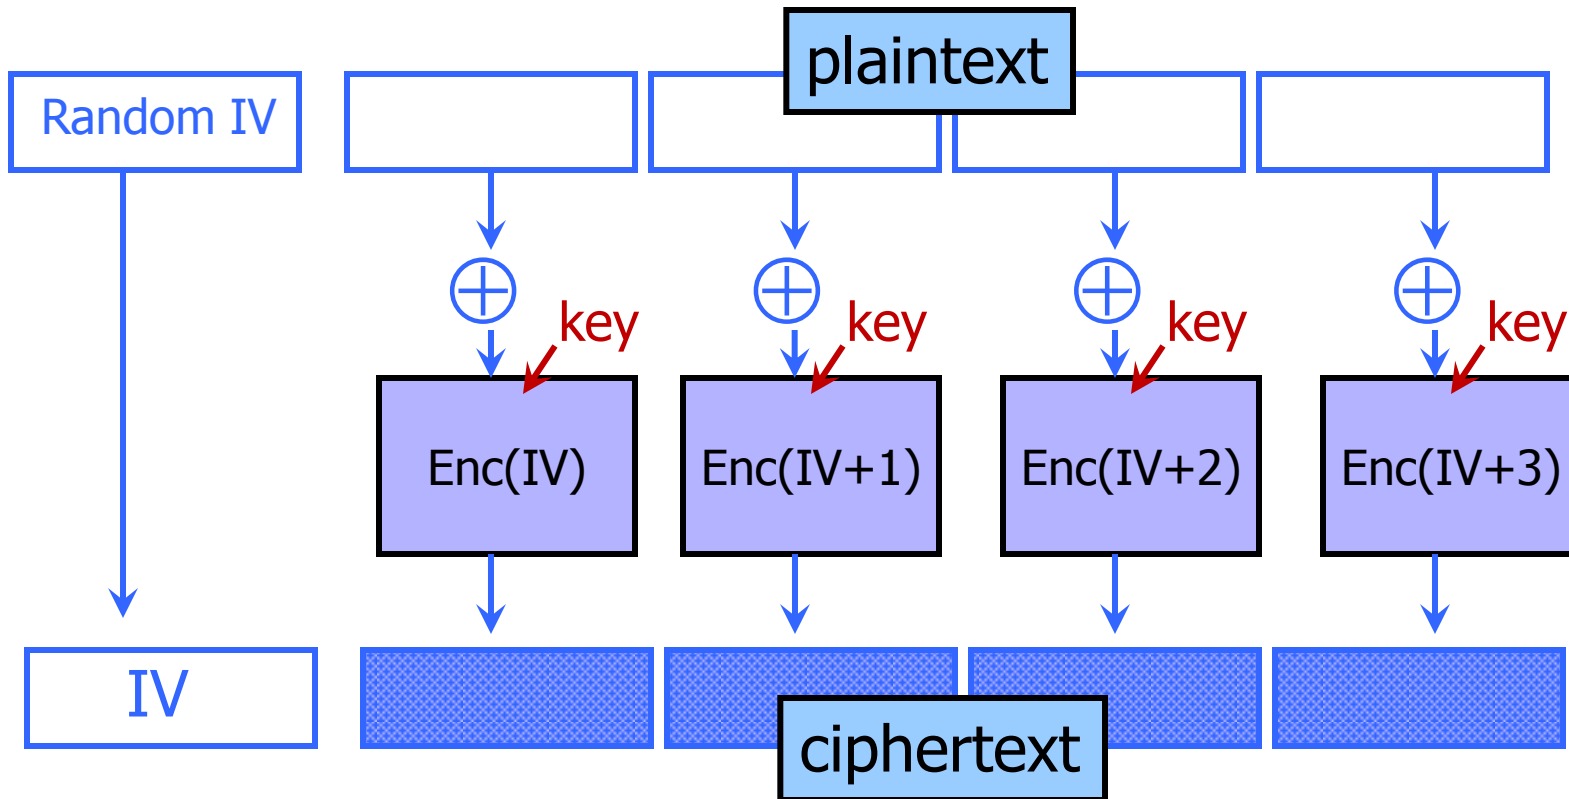 plaintext
Random IV
key
key
key
key
Enc(IV)
Enc(IV+1)
Enc(IV+2)
Enc(IV+3)
IV
ciphertext